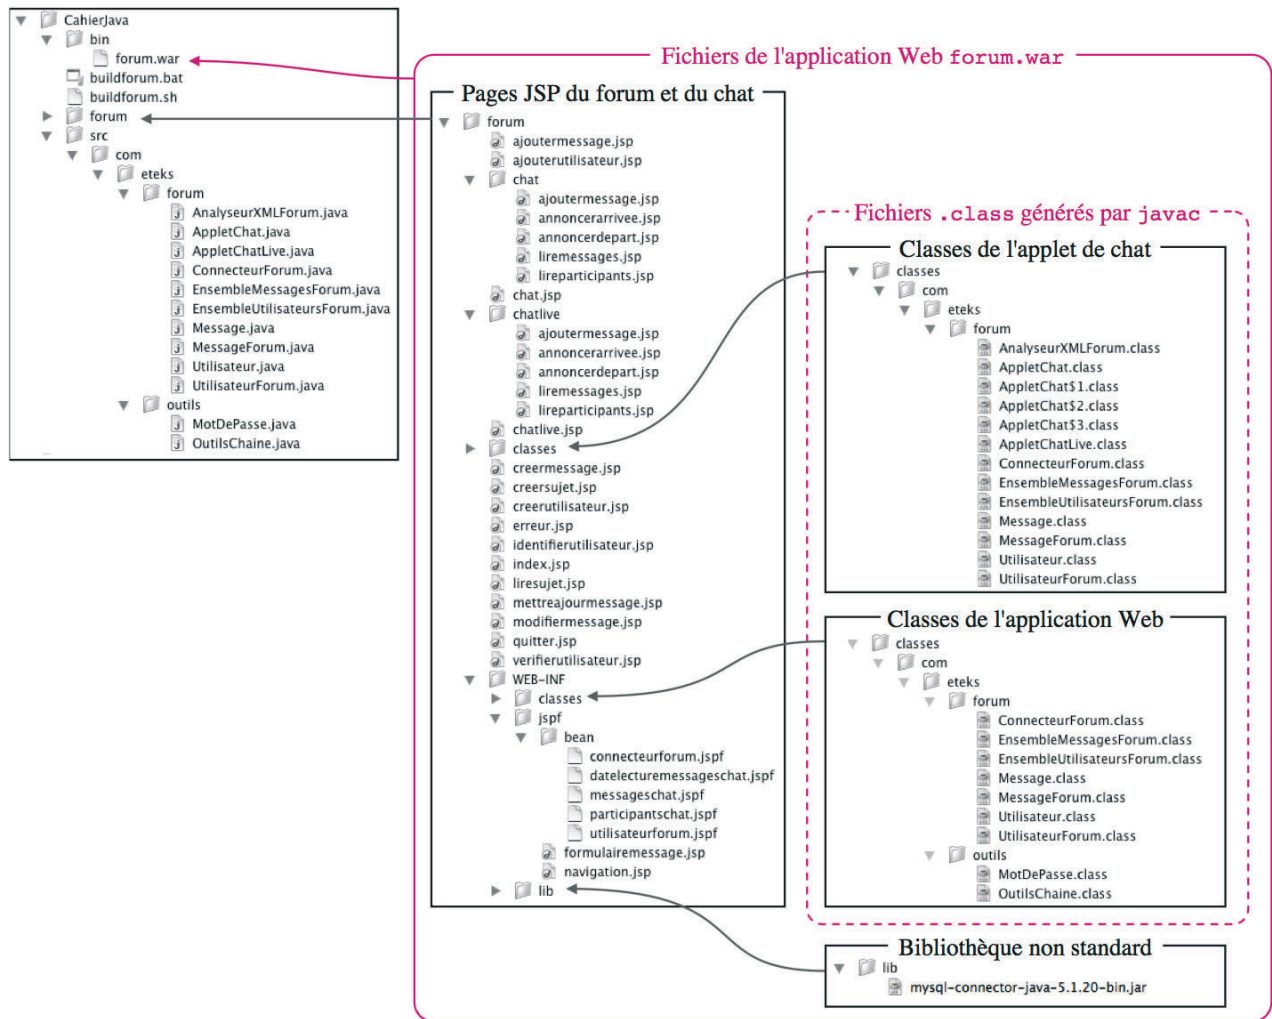 CahierJava
bin
forum.war
buildforum.bat
buildforum.sh
forum
src
com
eteks
forum
AnalyseurXMLForum.java
AppletChat.java
AppletChatLive.java
ConnecteurForum.java
EnsembleMessagesForum.java
EnsembleUtilisateursForum.java
Message.java
MessageForum.java
Utilisateur.java
UtilisateurForum.java
outils
MotDePasse.java
OutilsChaine.java
Fichiers de l'application Web forum.war
Pages JSP du forum et du chat
forum
ajoutermessage.jsp
ajouterutilisateur.jsp
chat
ajoutermessage.jsp
annoncerarrivee.jsp
annoncerdepart.jsp
liremessages.jsp
lireparticipants.jsp
chat.jsp
chatlive
ajoutermessage.jsp
annoncerarrivee.jsp
annoncerdepart.jsp
liremessages.jsp
lireparticipants.jsp
chatlive.jsp
classes
creermessage.jsp
creersujet.jsp
creerutilisateur.jsp
erreur.jsp
identifierutilisateur.jsp
index.jsp
liresujet.jsp
mettreajourmessage.jsp
modifiermessage.jsp
quitter.jsp
verifierutilisateur.jsp
WEB-INF
classes
jspf
bean
connecteurforum.jspf
datelecturemessageschat.jspf
messageschat.jspf
participantschat.jspf
utilisateurforum.jspf
formulairemessage.jsp
navigation.jsp
lib
Fichiers .class générés par javac
Classes de l'applet de chat
classes
com
eteks
forum
AnalyseurXMLForum.class
AppletChat.class
AppletChat$1.class
AppletChat$2.class
AppletChat$3.class
AppletChatLive.class
ConnecteurForum.class
EnsembleMessagesForum.class
EnsembleUtilisateursForum.class
Message.class
MessageForum.class
Utilisateur.class
UtilisateurForum.class
Classes de l'application Web
classes
com
eteks
forum
ConnecteurForum.class
EnsembleMessagesForum.class
EnsembleUtilisateursForum.class
Message.class
MessageForum.class
Utilisateur.class
UtilisateurForum.class
outils
MotDePasse.class
OutilsChaine.class
Bibliothèque non standard
lib
mysql-connector-java-5.1.20-bin.jar